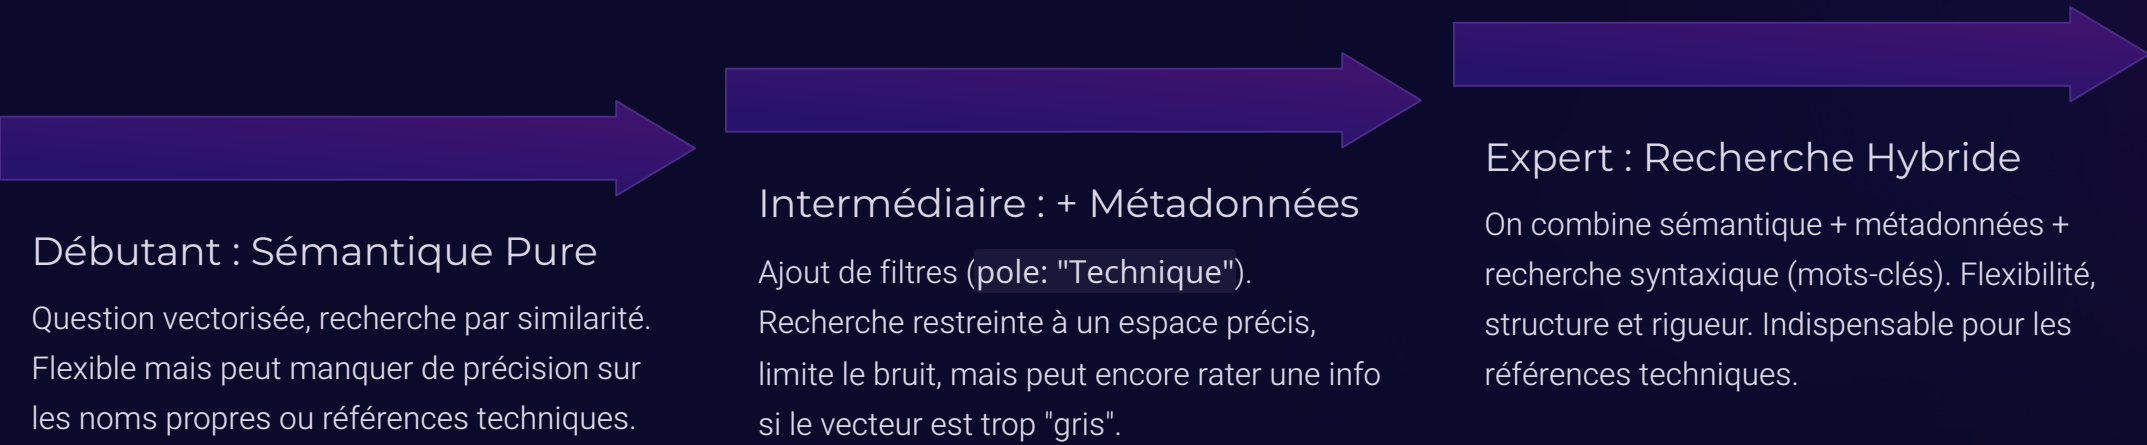 Débutant : Sémantique Pure
Question vectorisée, recherche par similarité.
Flexible mais peut manquer de précision sur
les noms propres ou références techniques.
Intermédiaire : + Métadonnées
Ajout de filtres (pole: "Technique").
Recherche restreinte à un espace précis,
limite le bruit, mais peut encore rater une info
si le vecteur est trop "gris".
Expert : Recherche Hybride
On combine sémantique + métadonnées +
recherche syntaxique (mots-clés). Flexibilité,
structure et rigueur. Indispensable pour les
références techniques.